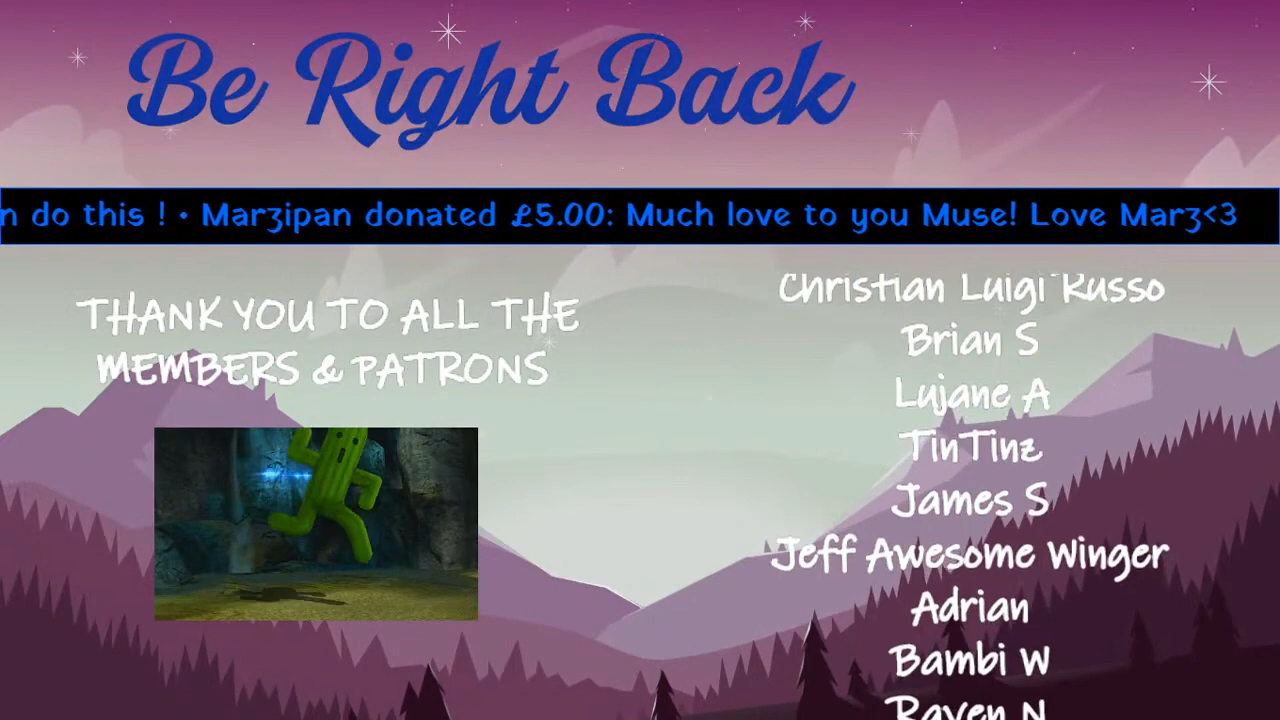 Be Right Back
n do this ! • Marzipan donated £5.00: Much love to you Muse! Love Marz<3
THANK YOU TO ALL THE
MEMBERS & PATRONS
Christian Luigi Russo
Brian S
Lujane A
TinTinz
James S
Jeff Awesome Winger
Adrian
Bambi W
Raven N